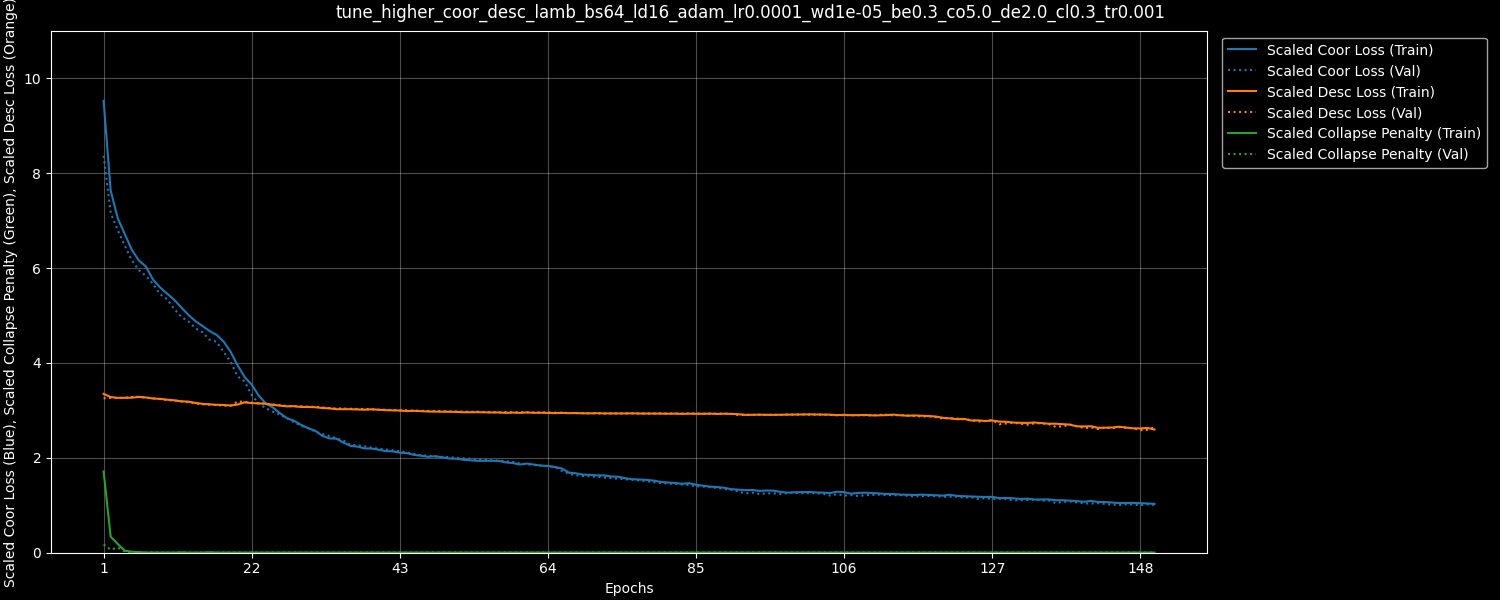 tune_higher_coor_desc_lamb_bs64_ld16_adam_lr0.0001_wd1e-05_be0.3_co5.0_de2.0_cl0.3_tr0.001
Scaled Coor Loss (Blue), Scaled Collapse Penalty (Green), Scaled Desc Loss (Orange)
10
8
6
4
2
0
1
22
43
64
85
106
127
148
Epochs
Scaled Coor Loss (Train)
Scaled Coor Loss (Val)
Scaled Desc Loss (Train)
Scaled Desc Loss (Val)
Scaled Collapse Penalty (Train)
Scaled Collapse Penalty (Val)